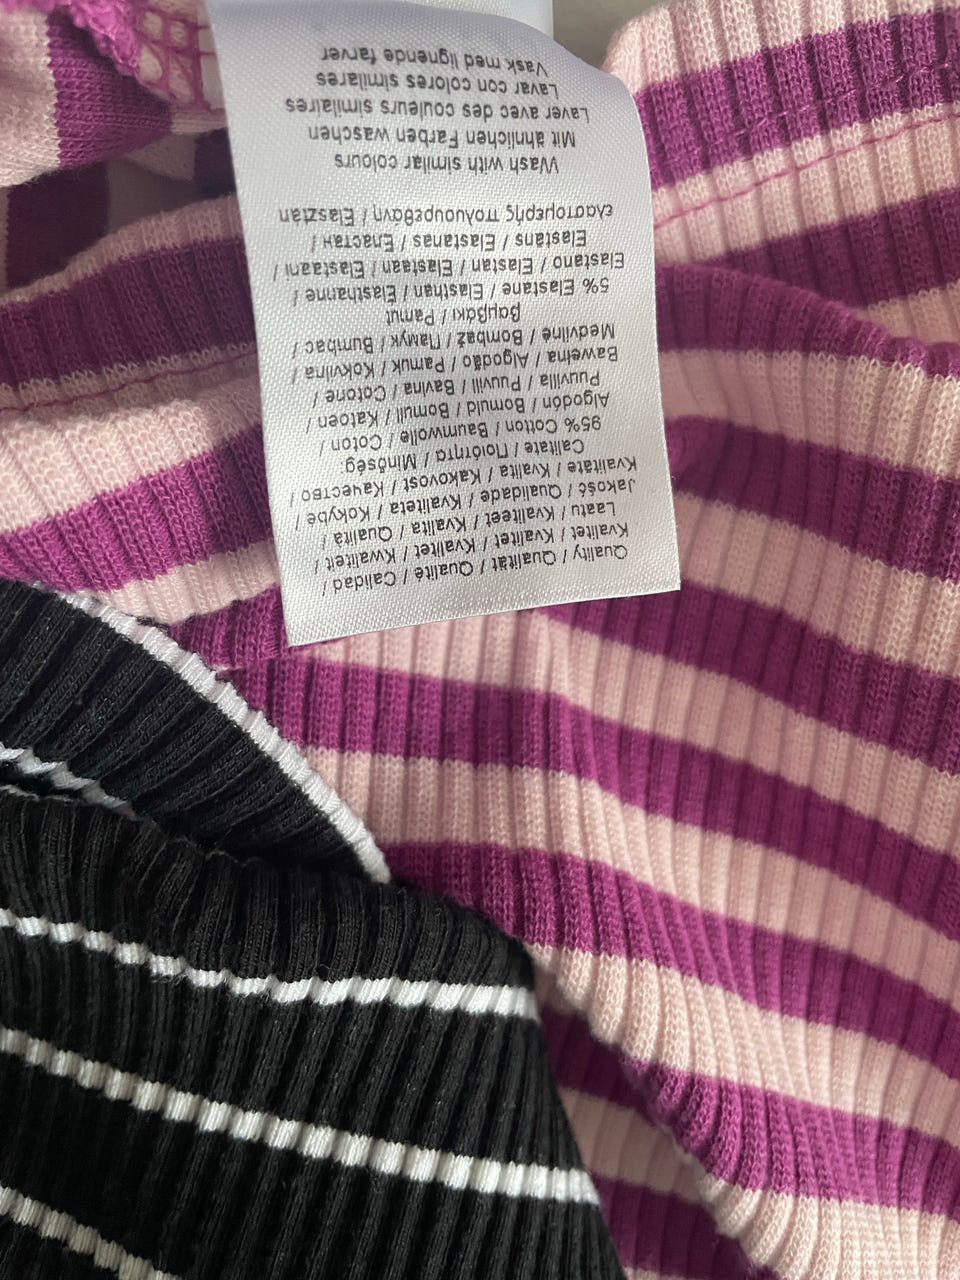 Quality / Qualität / Qualité / Calidad /
Kvalitet / Kvalitet / Kvalitet / Kwaliteit /
Laatu / Kvaliteet / Kvalita / Qualità /
Jakość / Qualidade / Kvaliteta / Kokybė /
Kvalitāte / Kvalita / Kakovost / Качество /
Calitate / Ποιότητα / Minőség:
95% Cotton / Baumwolle / Coton /
Algodón / Bomuld / Bomull / Katoen /
Puuvilla / Puuvill / Bavlna / Cotone /
Bawełna / Algodão / Pamuk / Kokvilna /
Medvilnė / Bombaž / Памук / Bumbac /
βαμβάκι / Pamut
5% Elastane / Elasthan / Élasthanne /
Elastano / Elastan / Elastaan / Elastaani /
Elastāns / Elastanas / Еластан /
ελαστομερής πολυουρεθάνη / Elasztán
Wash with similar colours
Mit ähnlichen Farben waschen
Laver avec des couleurs similaires
Lavar con colores similares
Vask med lignende farver